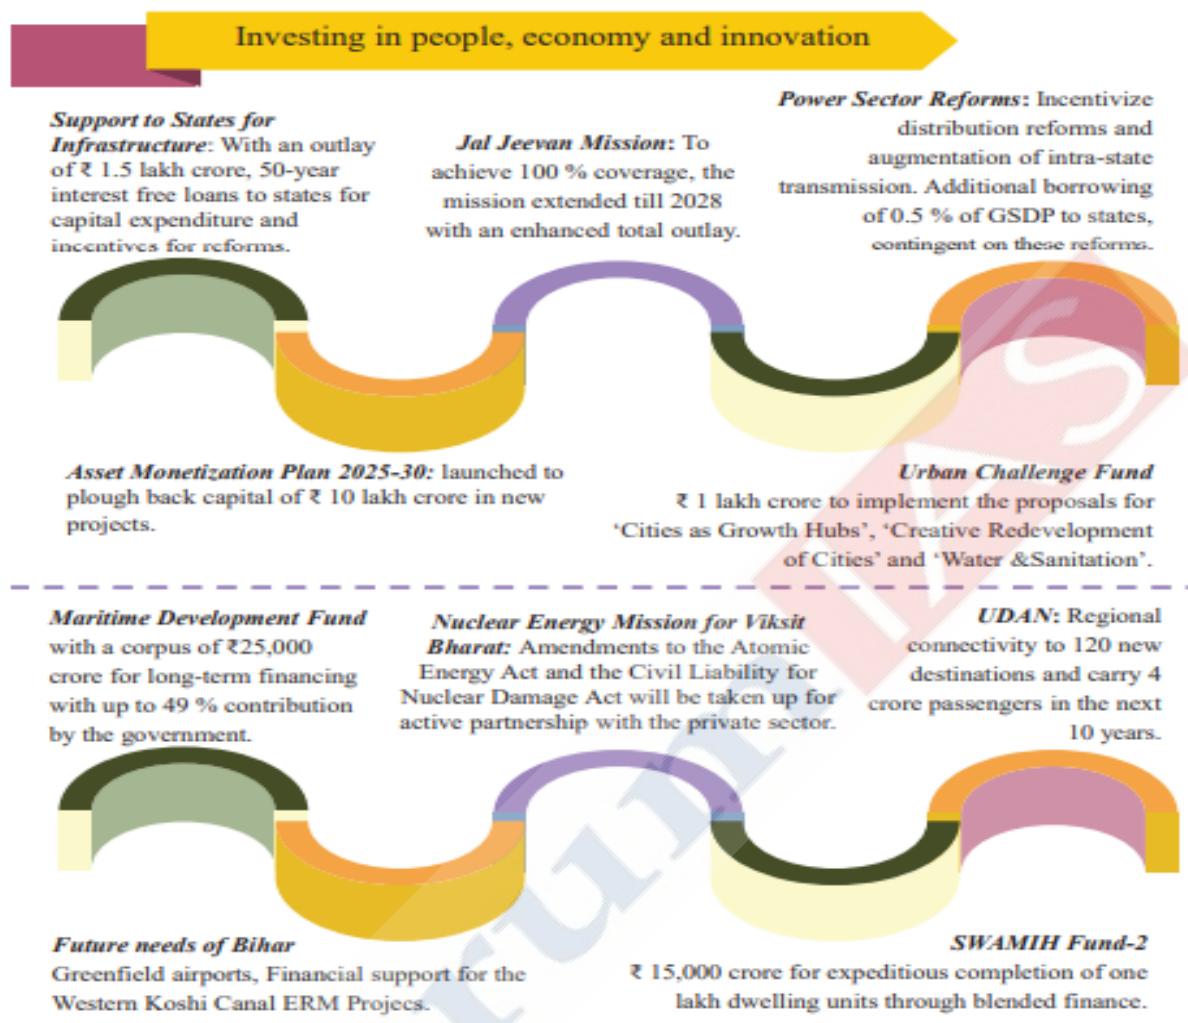 Investing in people, economy and innovation
Support to States for
Infrastructure: With an outlay
of ₹ 1.5 lakh crore, 50-year
interest free loans to states for
capital expenditure and
incentives for reforms.
Jal Jeevan Mission: To
achieve 100 % coverage, the
mission extended till 2028
with an enhanced total outlay.
Power Sector Reforms: Incentivize
distribution reforms and
augmentation of intra-state
transmission. Additional borrowing
of 0.5 % of GSDP to states,
contingent on these reforms.
Asset Monetization Plan 2025-30: launched to
plough back capital of ₹ 10 lakh crore in new
projects.
Urban Challenge Fund
₹ 1 lakh crore to implement the proposals for
‘Cities as Growth Hubs’, ‘Creative Redevelopment
of Cities’ and ‘Water &Sanitation’.
Maritime Development Fund
with a corpus of ₹25,000
crore for long-term financing
with up to 49 % contribution
by the government.
Nuclear Energy Mission for Viksit
Bharat: Amendments to the Atomic
Energy Act and the Civil Liability for
Nuclear Damage Act will be taken up for
active partnership with the private sector.
UDAN: Regional
connectivity to 120 new
destinations and carry 4
crore passengers in the next
10 years.
Future needs of Bihar
Greenfield airports, Financial support for the
Western Koshi Canal ERM Projecs.
SWAMIH Fund-2
₹ 15,000 crore for expeditious completion of one
lakh dwelling units through blended finance.
rum IAS